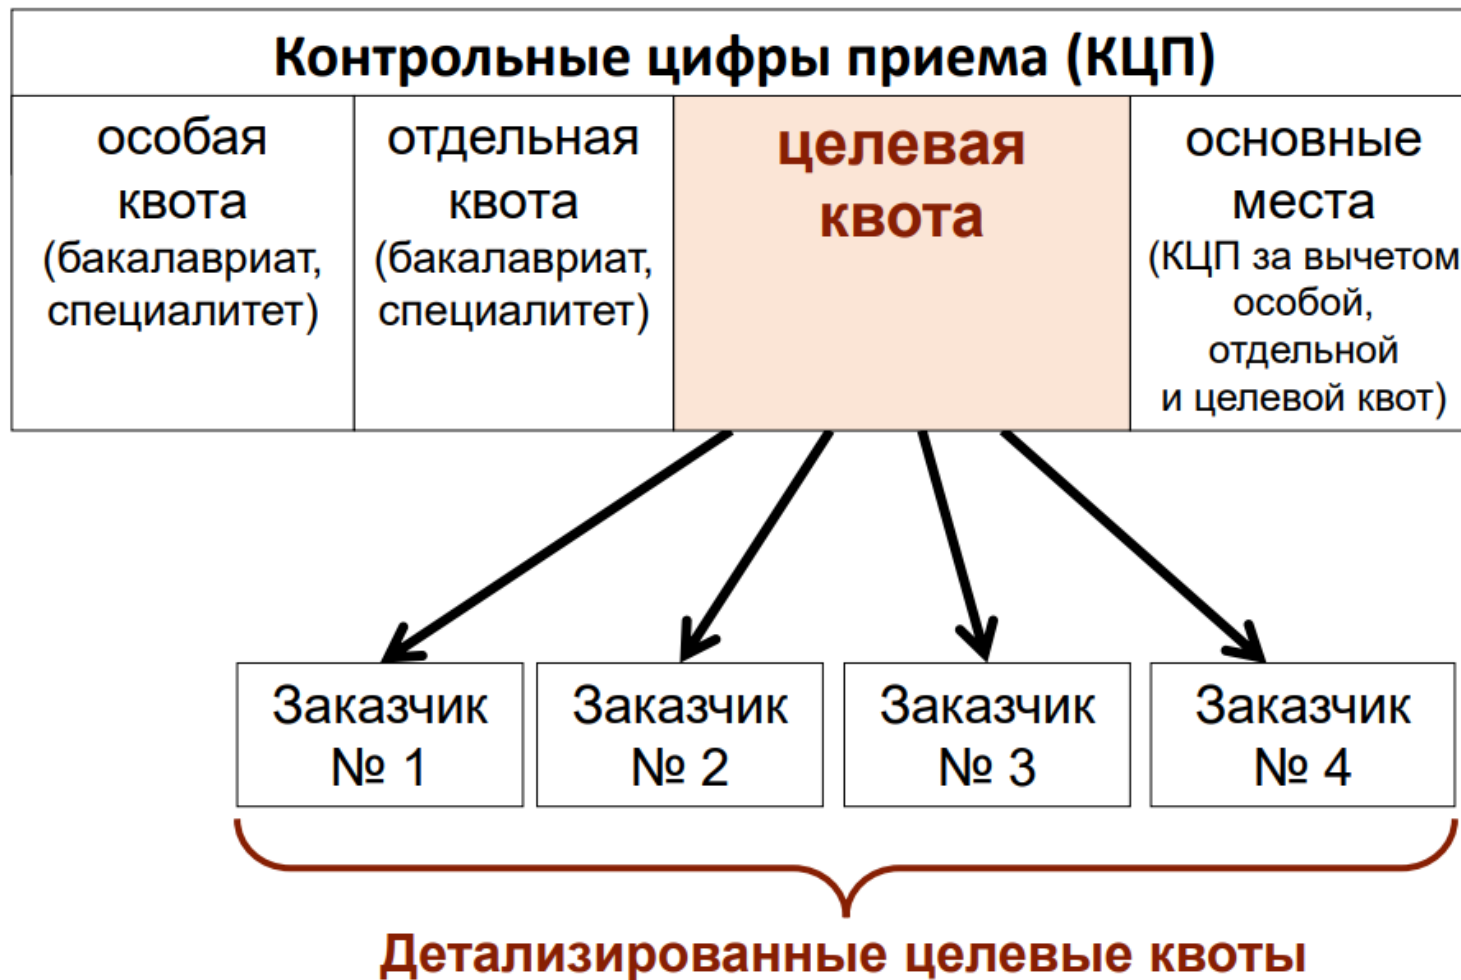 Контрольные цифры приема (КЦП)
особая
квота
(бакалавриат,
специалитет)
отдельная
квота
(бакалавриат,
специалитет)
целевая
квота
основные
места
(КЦП за вычетом
особой,
отдельной
и целевой квот)
Заказчик
№ 1
Заказчик
№ 2
Заказчик
№ 3
Заказчик
№ 4
Детализированные целевые квоты